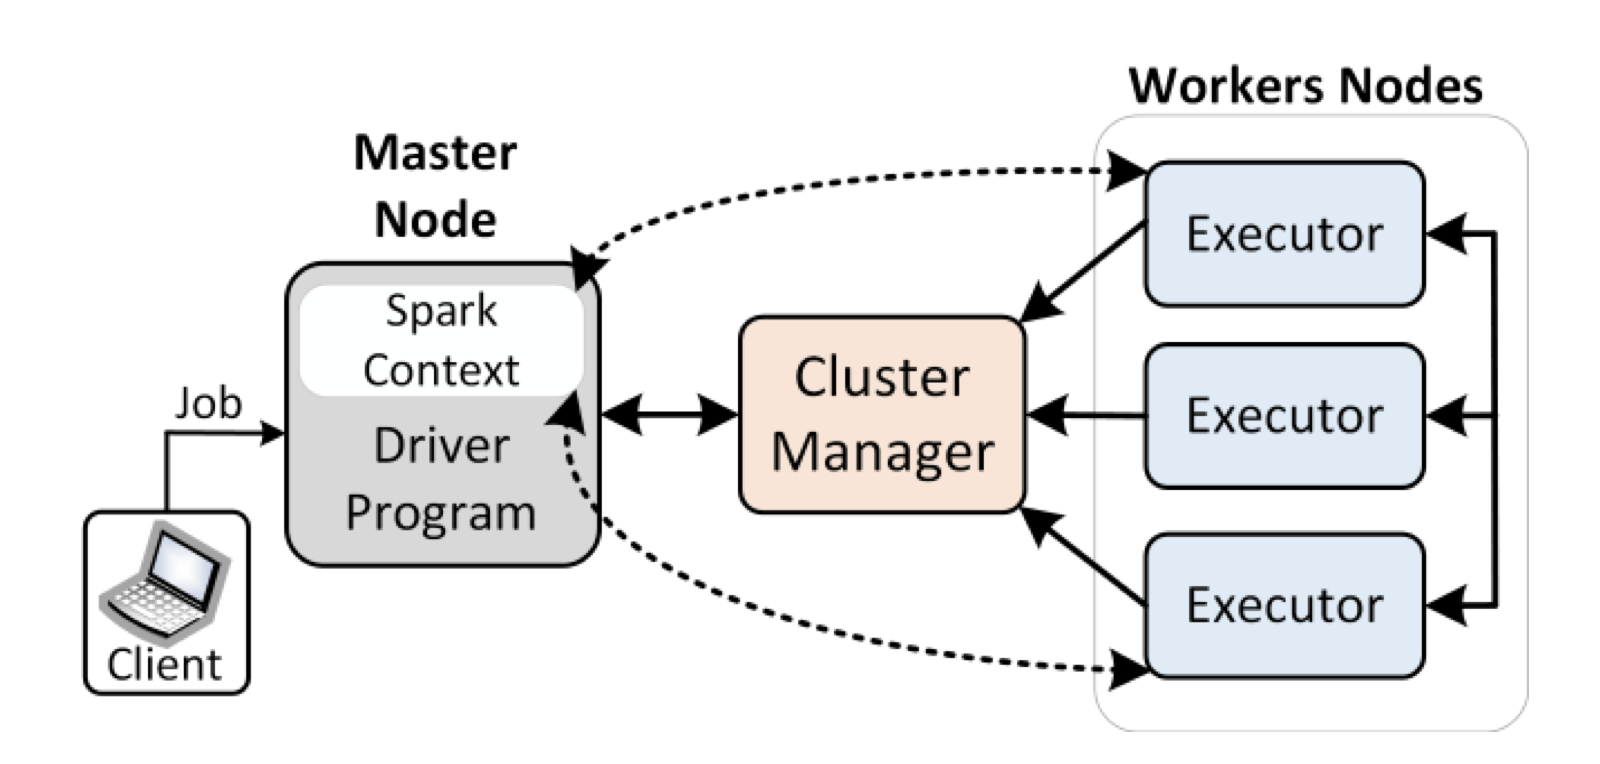 Workers Nodes
Master
Node
Spark
Context
Driver
Program
Job
Client
Cluster
Manager
Executor
Executor
Executor